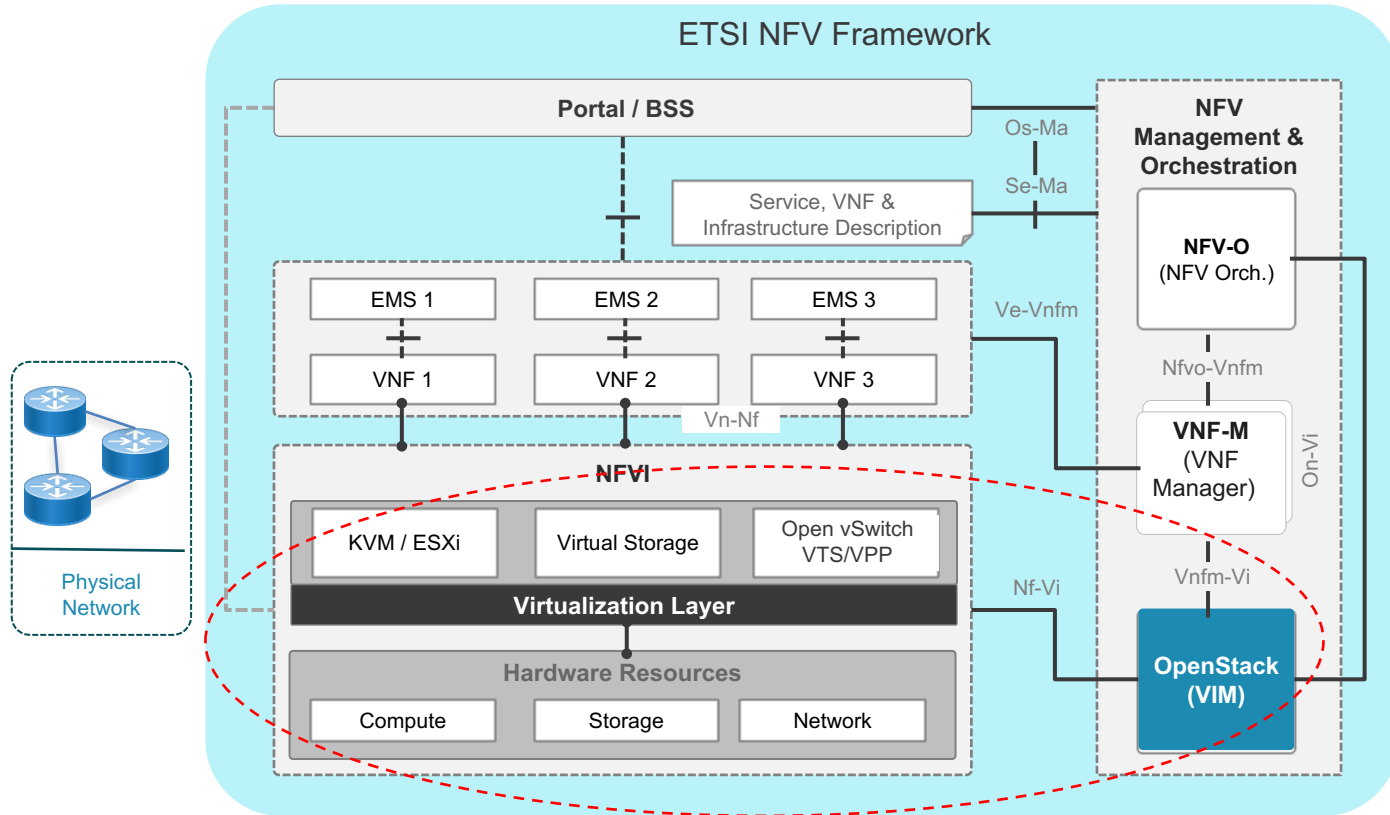 ETSI NFV Framework
Portal / BSS
NFV
Management &
Orchestration
Os-Ma
Se-Ma
Service, VNF &
Infrastructure Description
NFV-O
(NFV Orch.)
EMS 1
EMS 2
EMS 3
Ve-Vnfm
Nfvo-Vnfm
VNF 1
VNF 2
VNF 3
Vn-Nf
VNF-M
(VNF
Manager)
On-Vi
NFVI
KVM / ESXi
Virtual Storage
Open vSwitch
VTS/VPP
Physical
Network
Nf-Vi
Vnfm-Vi
Virtualization Layer
Hardware Resources
OpenStack
(VIM)
Compute
Storage
Network